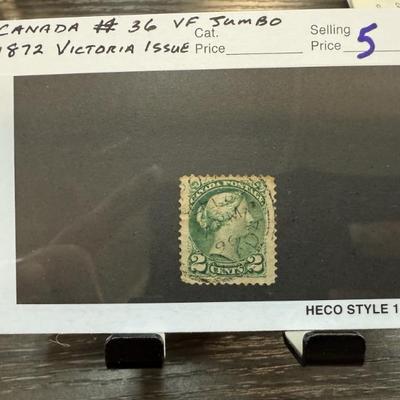 CANADA # 36 VF JUMBO
1872 VICTORIA ISSUE
Cat.
Price
Selling
Price 5
CANADA POSTAGE
2 CENTS 2
HECO STYLE 1